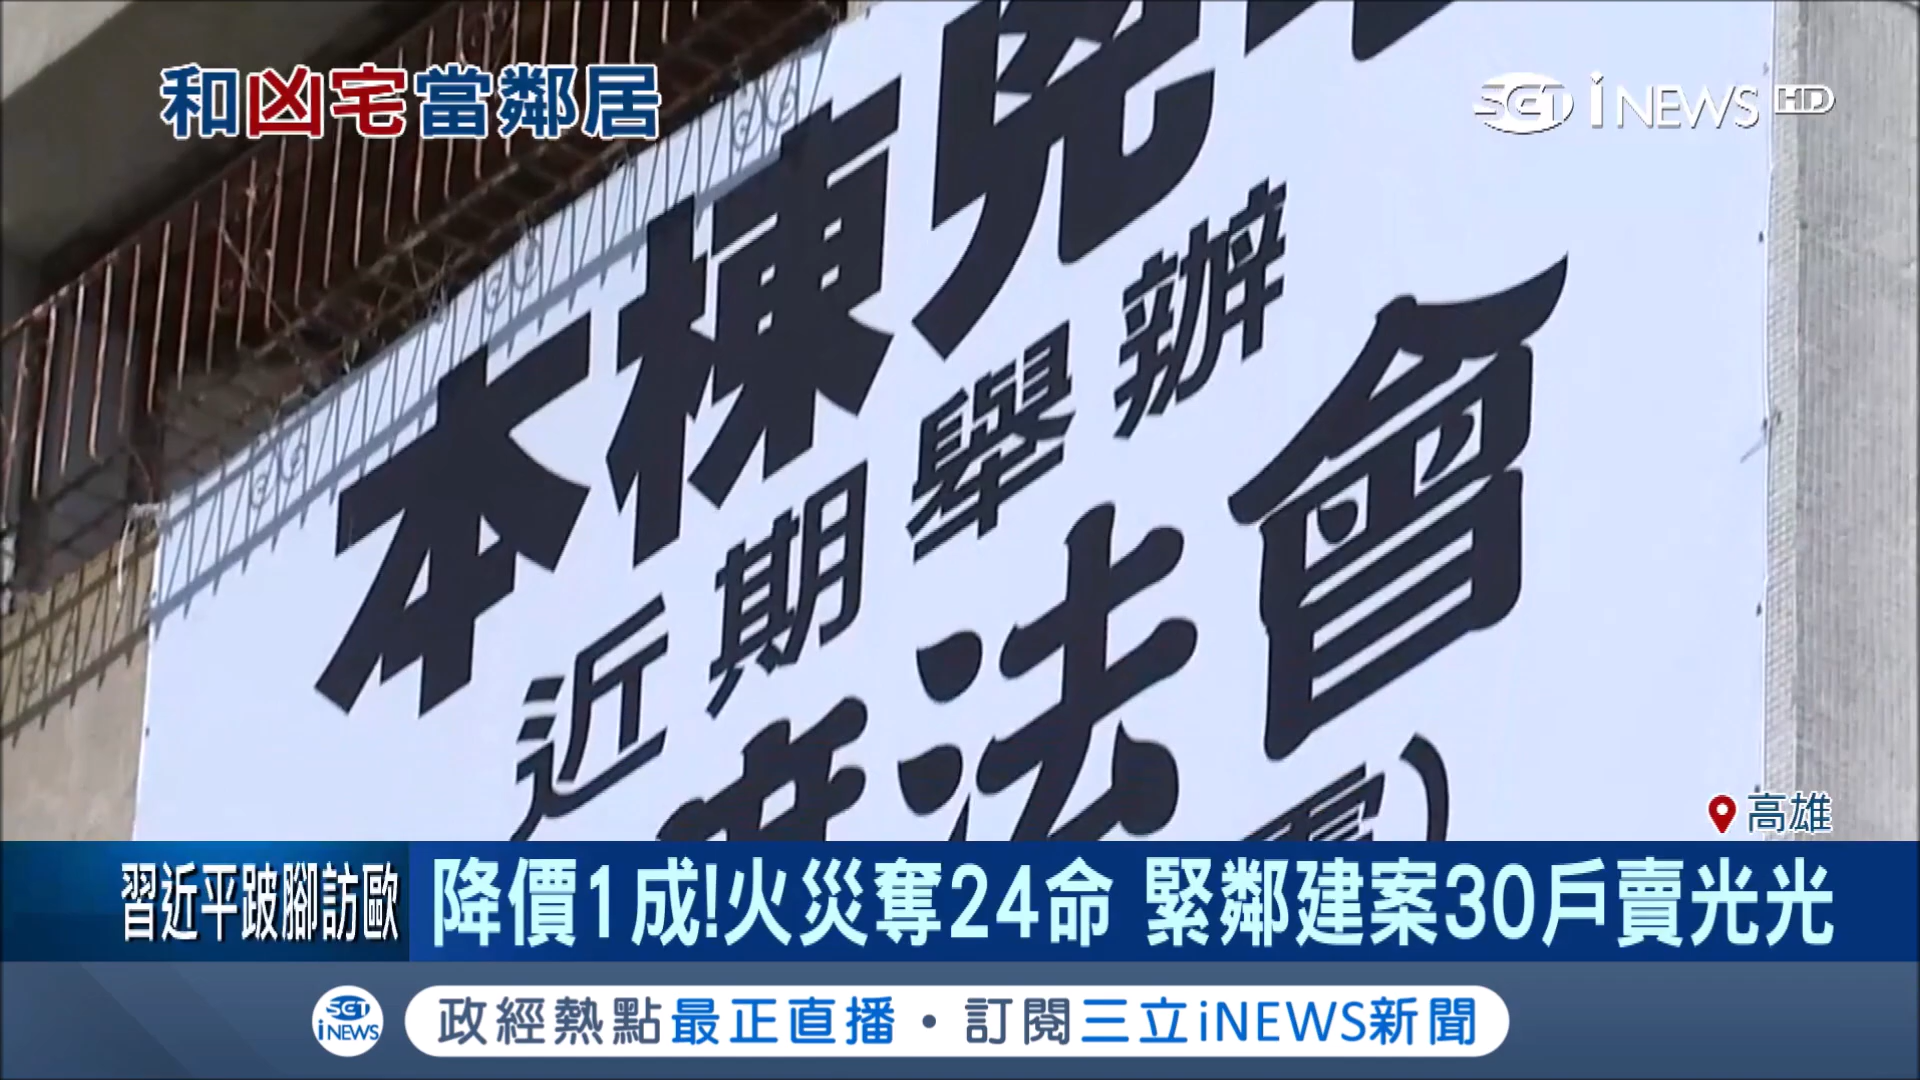 和凶宅當鄰居
SET iNEWS HD
本棟
近期舉辦
法會
高雄
習近平跛腳訪歐
降價1成!火災奪24命 緊鄰建案30戶賣光光
SET iNEWS
政經熱點最正直播・訂閱三立iNEWS新聞